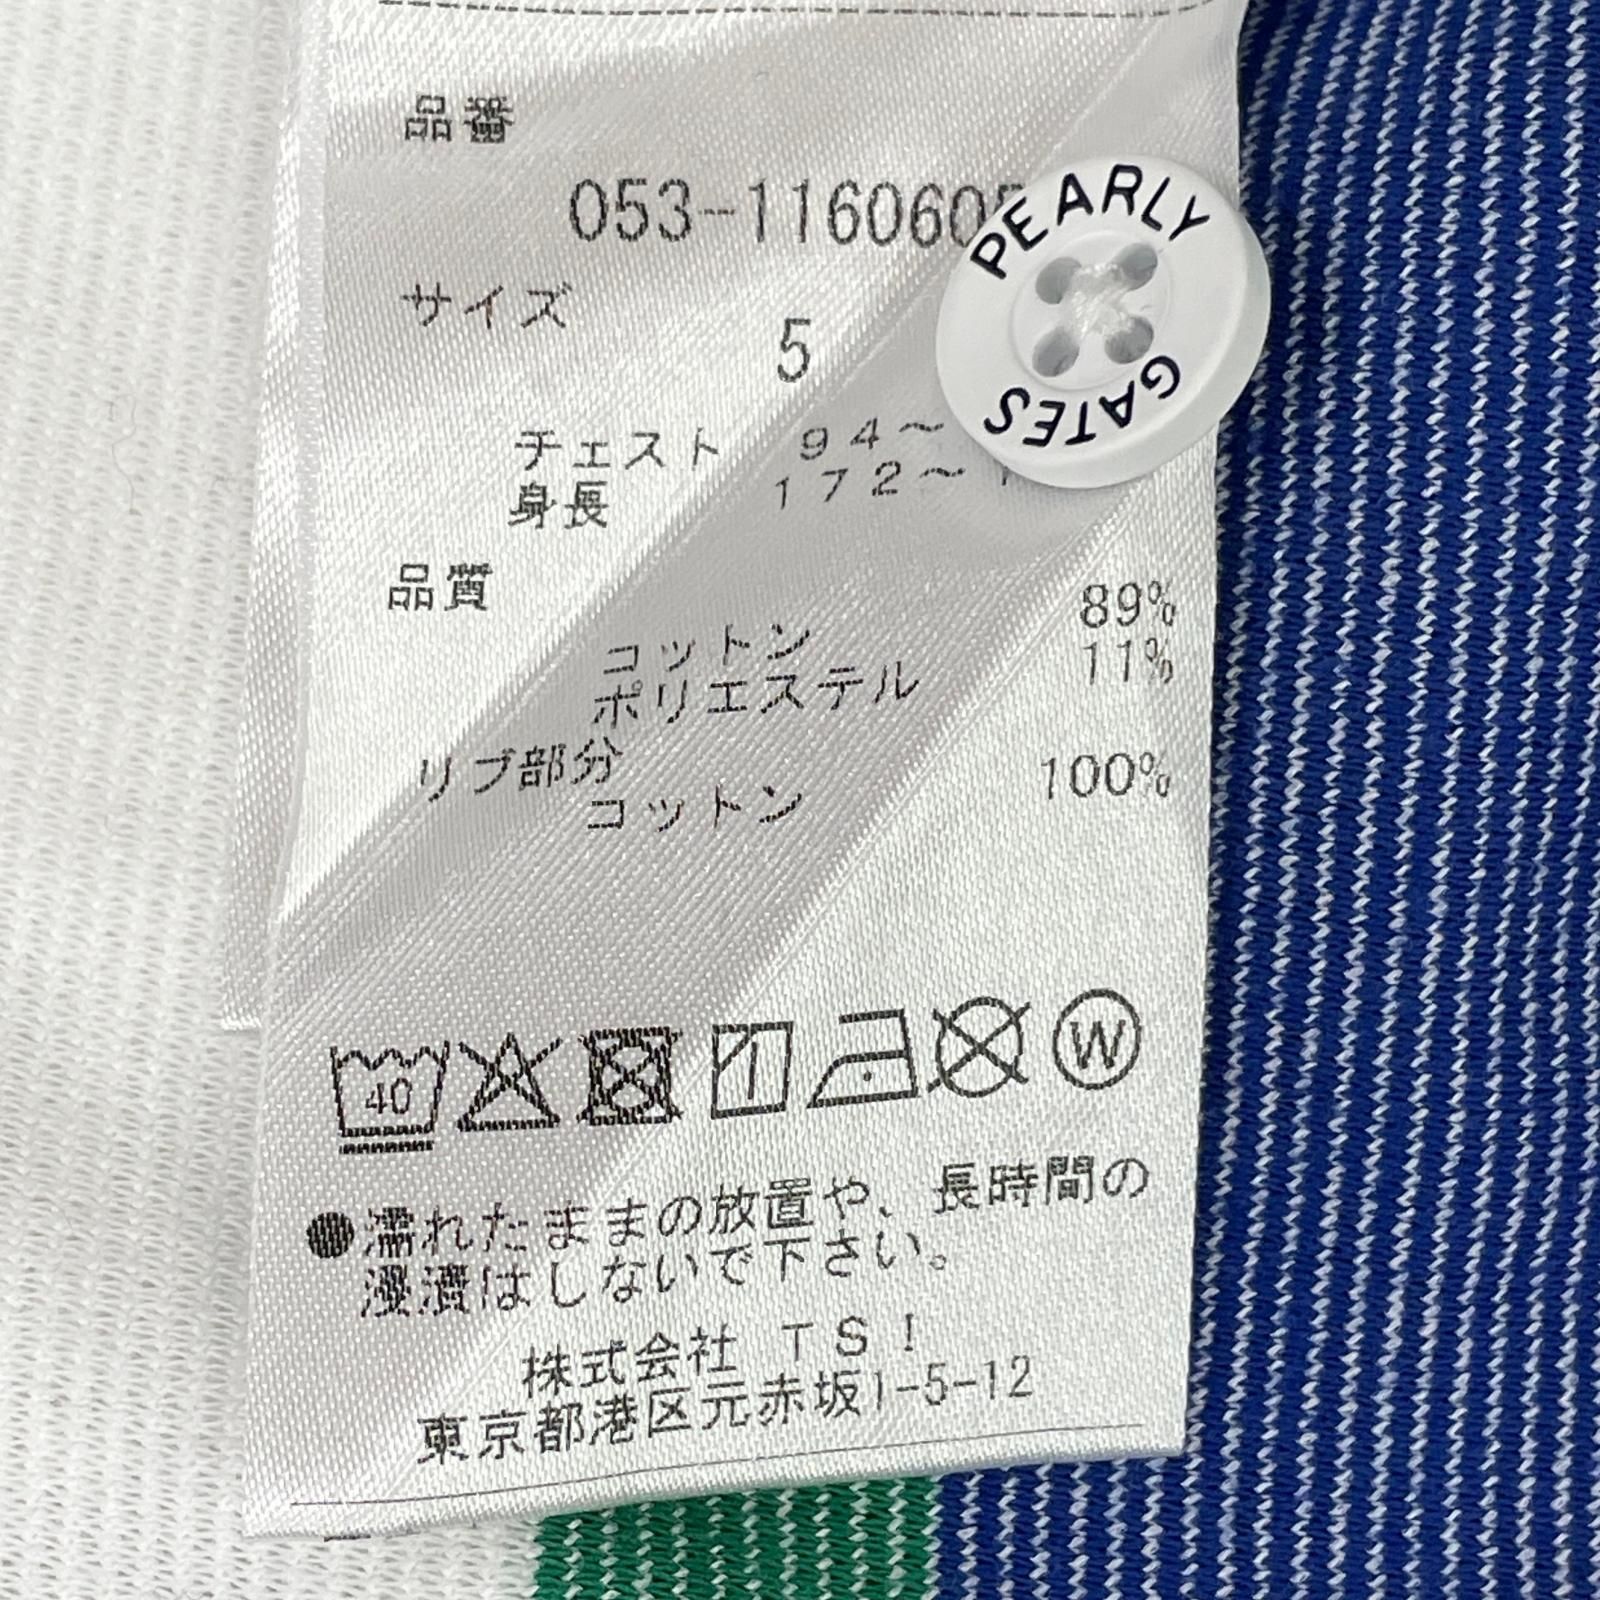 品番
053-116060
サイズ
5
チェスト 94～
身長 172～
品質
コットン 89%
ポリエステル 11%
リブ部分
コットン 100%
40
W
●濡れたままの放置や、長時間の
浸漬はしないで下さい。
株式会社 TSI
東京都港区元赤坂1-5-12
PEARLY
GATES